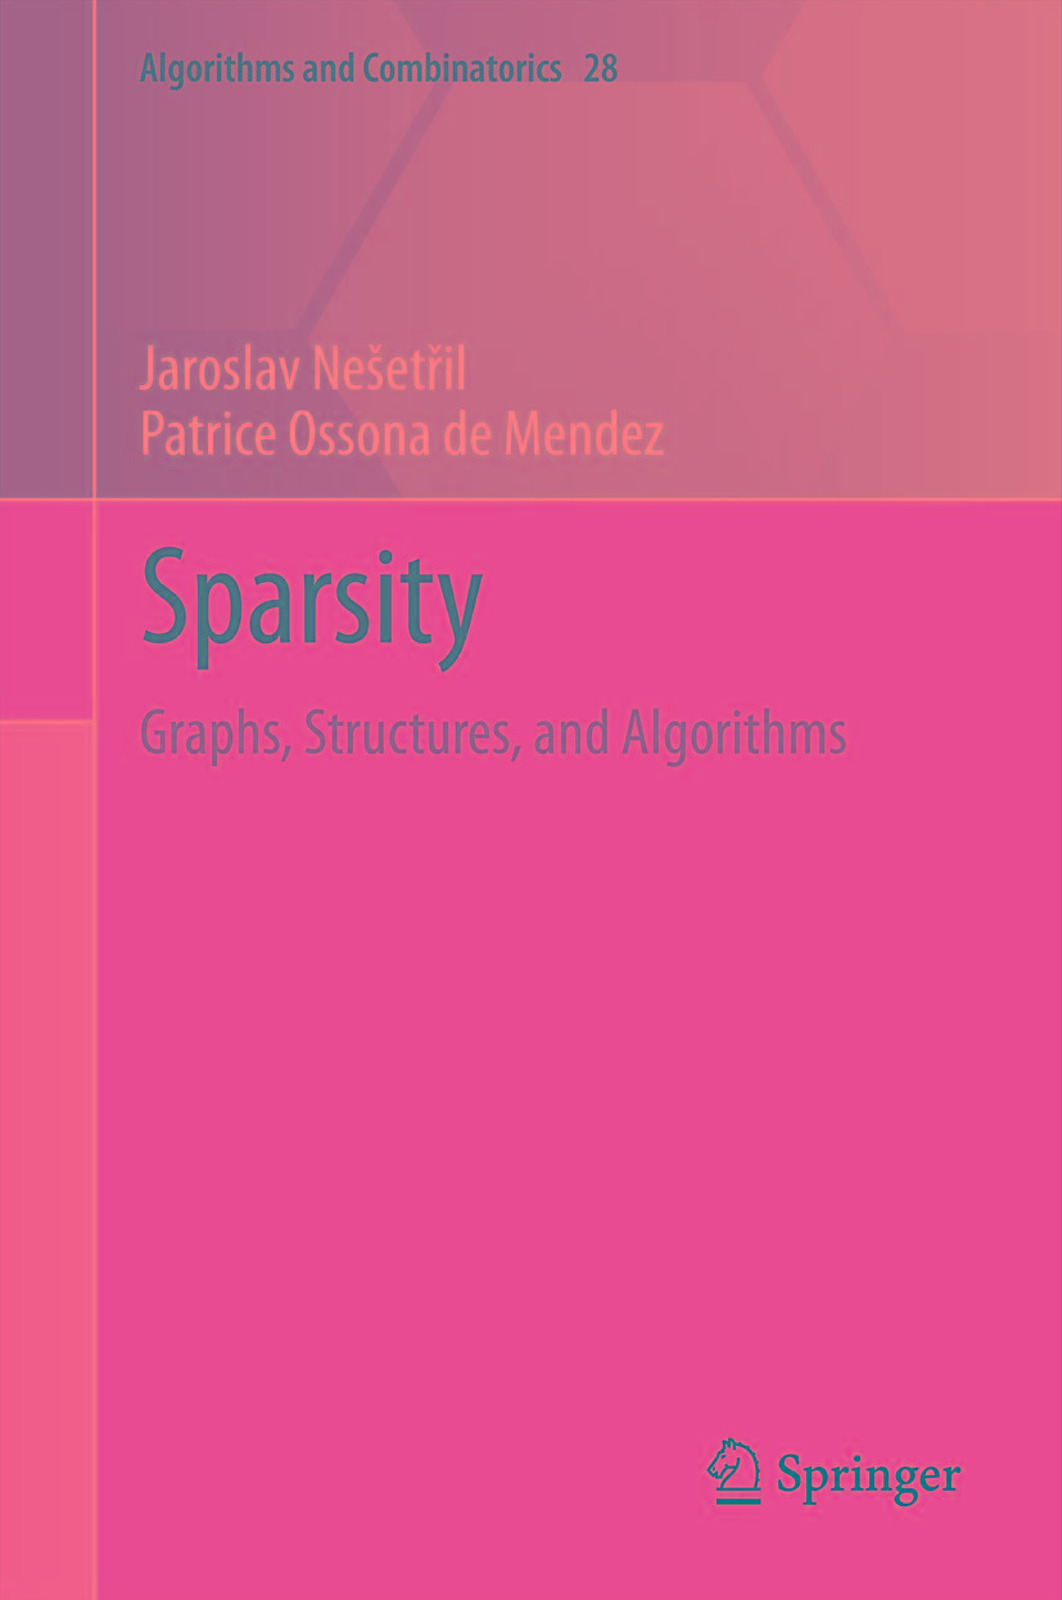 Algorithms and Combinatorics 28
Jaroslav Nešetřil
Patrice Ossona de Mendez
Sparsity
Graphs, Structures, and Algorithms
Springer